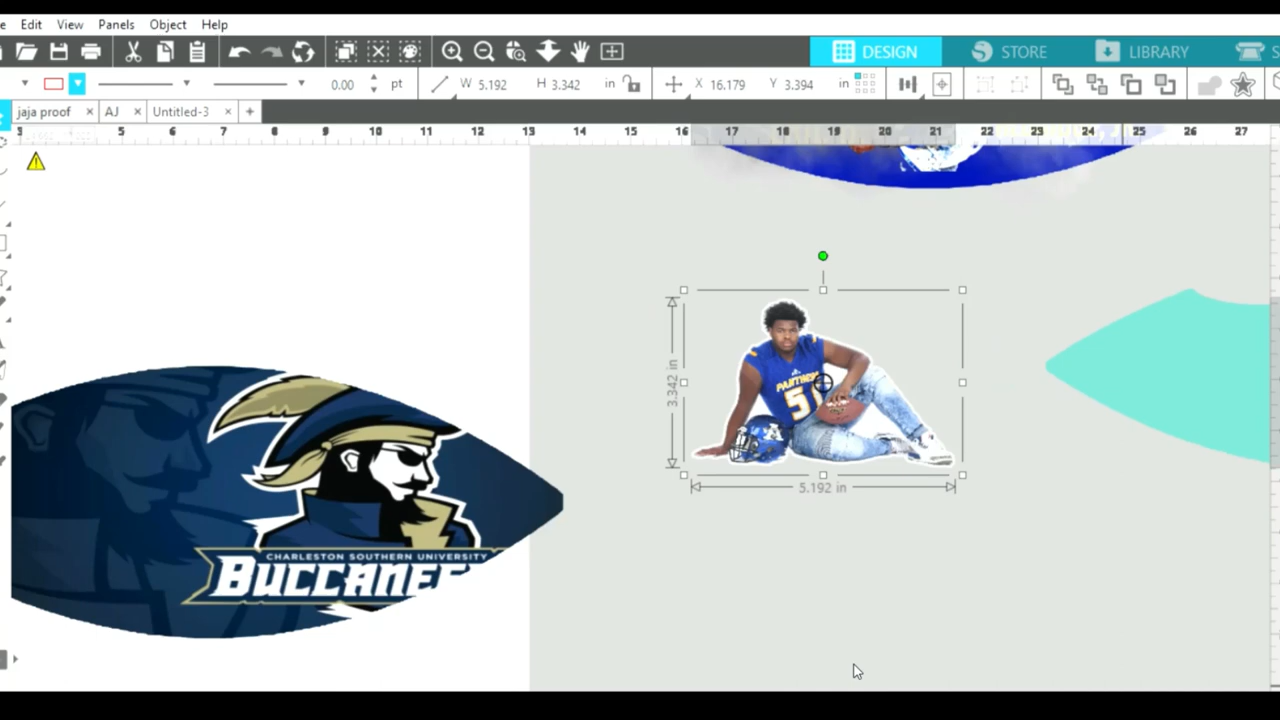 Edit View Panels Object Help
DESIGN STORE LIBRARY
0.00 pt W 5.192 H 3.342 in X 16.179 Y 3.394 in
jaja proof × AJ × Untitled-3 × +
3 5 6 7 8 9 10 11 12 13 14 15 16 17 18 19 20 21 22 23 24 25 26 27
3.342 in
PANTHERS
51
5.192 in
CHARLESTON SOUTHERN UNIVERSITY
BUCCANEE